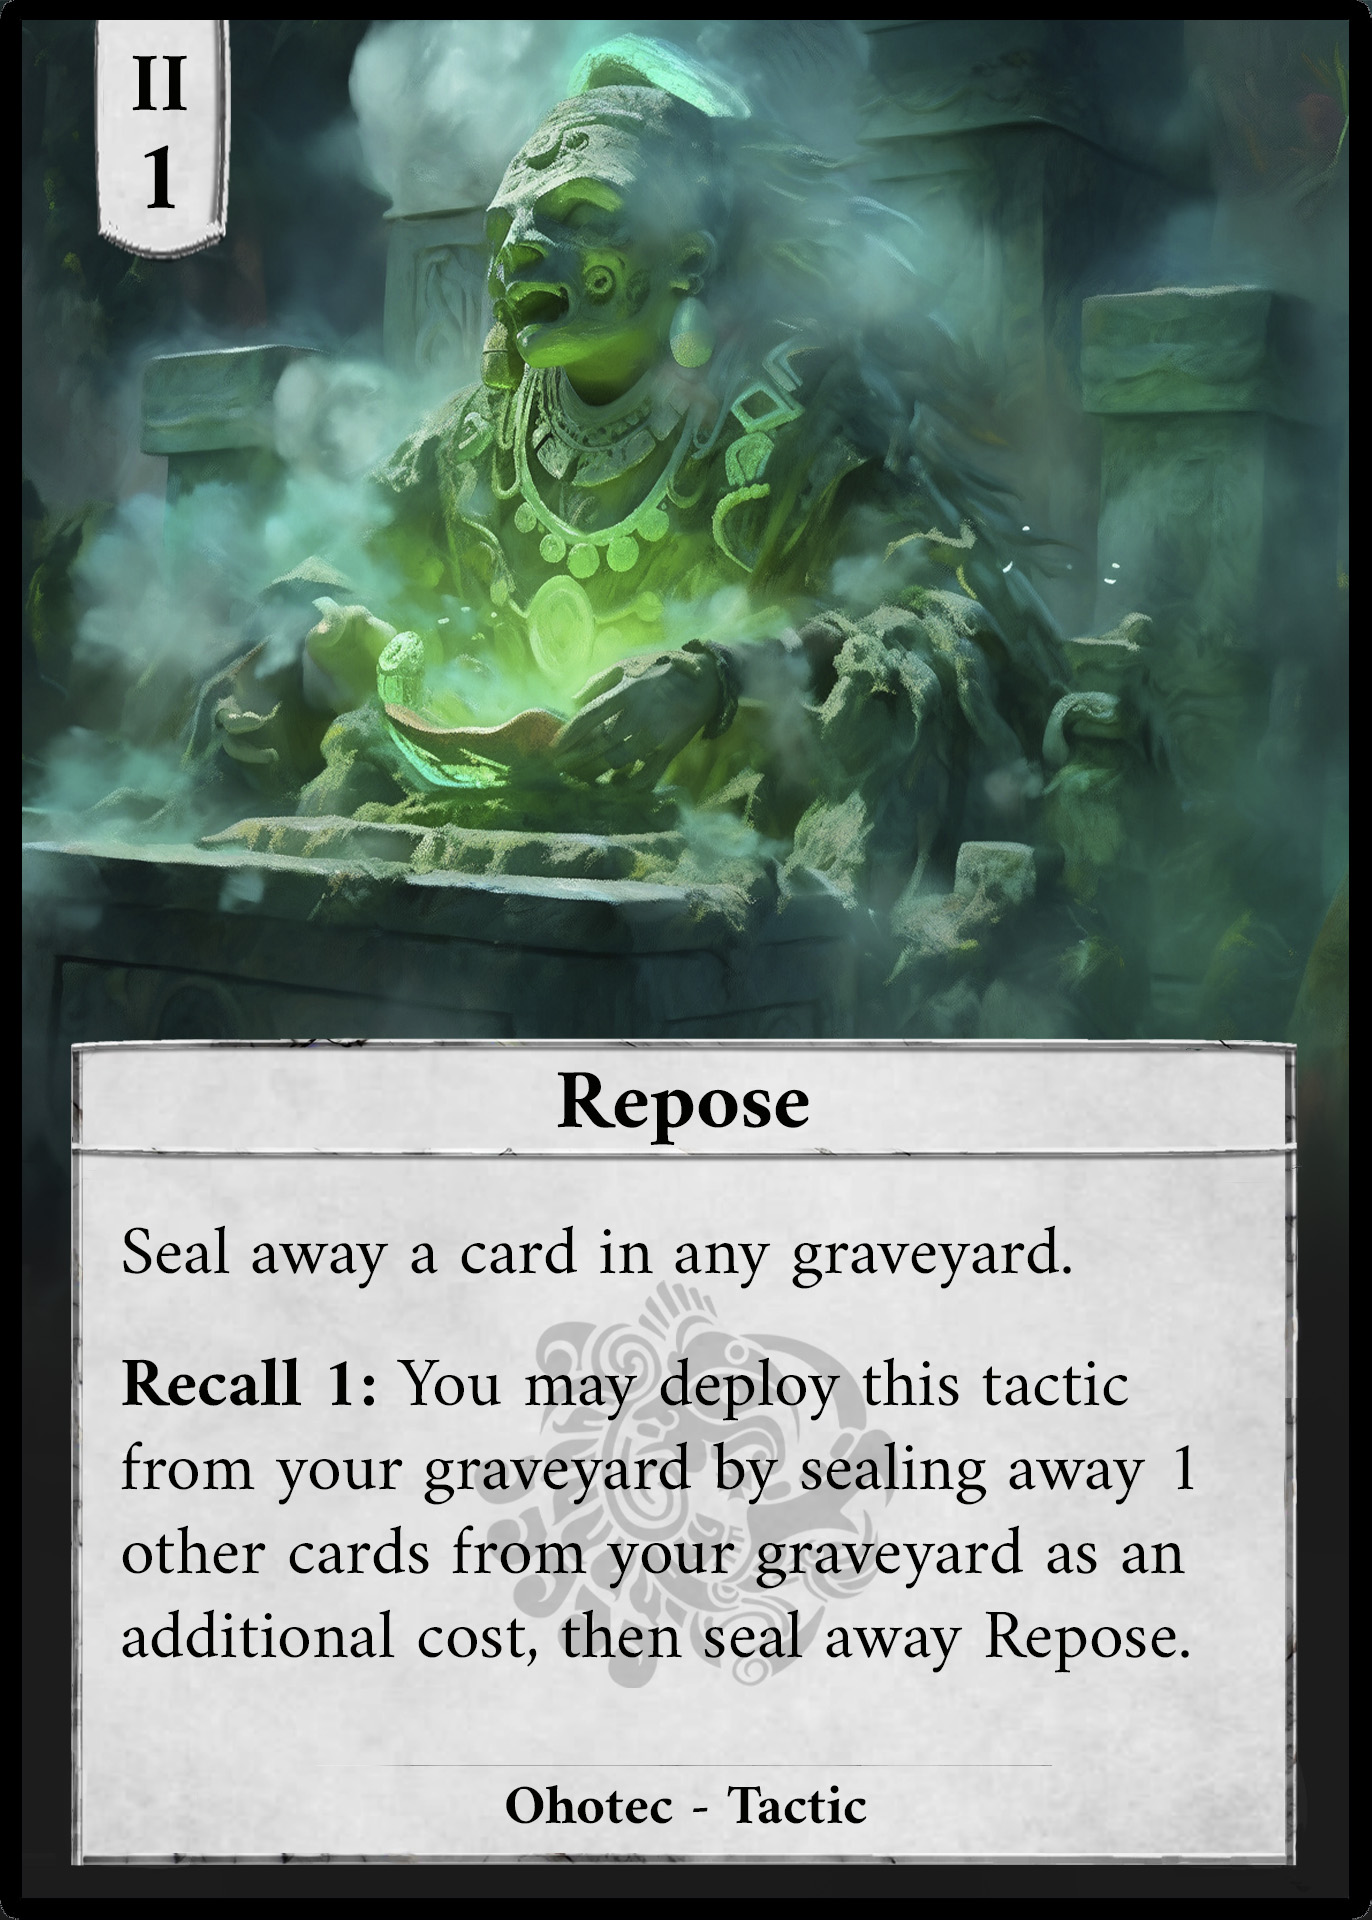 II
1
Repose
Seal away a card in any graveyard.
Recall 1: You may deploy this tactic
from your graveyard by sealing away 1
other cards from your graveyard as an
additional cost, then seal away Repose.
Ohotec - Tactic